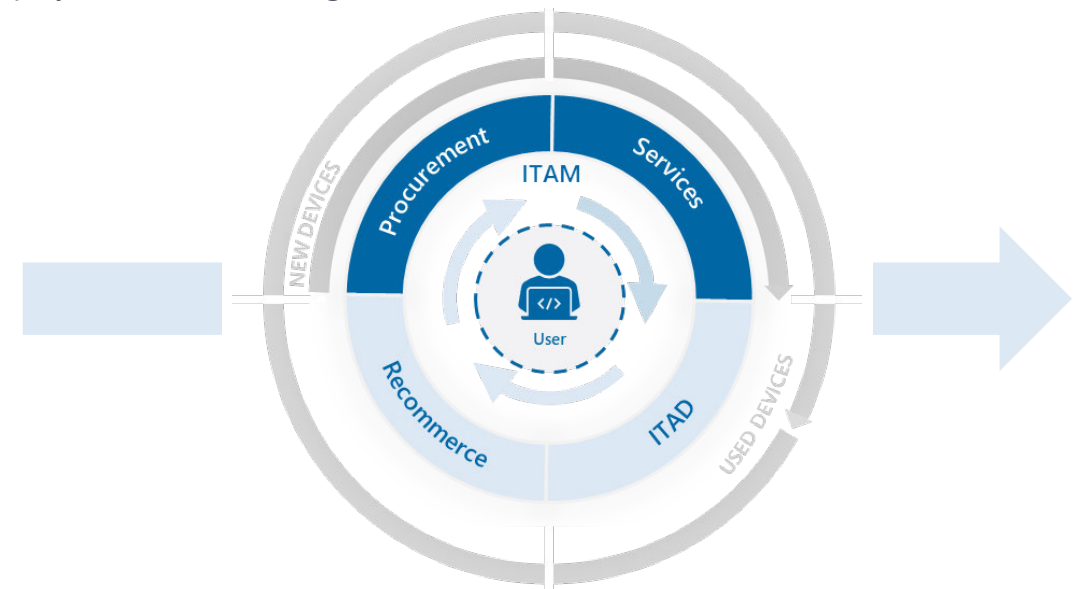 Procurement
Services
ITAM
NEW DEVICES
</>
User
Recommerce
ITAD
USED DEVICES